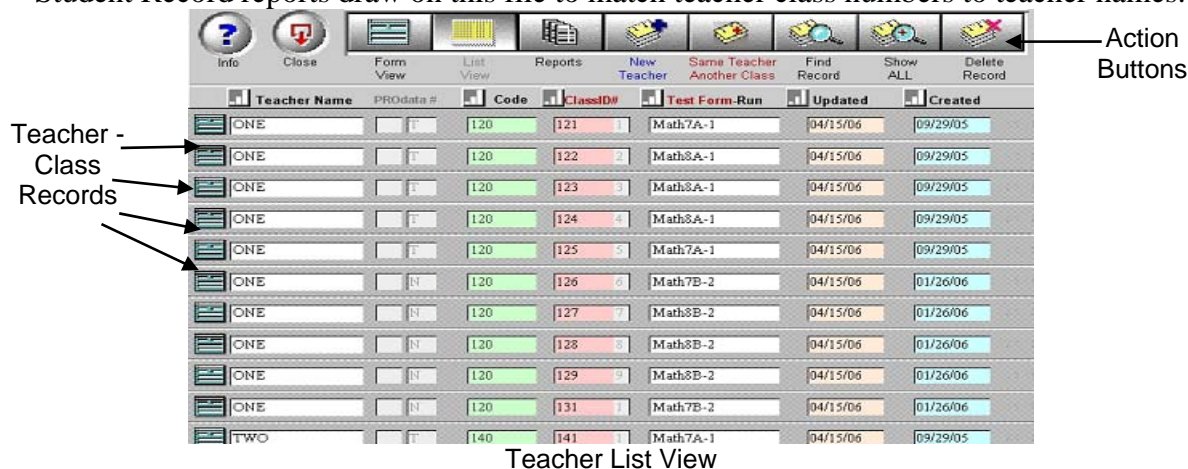 Student Record reports draw on this file to match teacher class numbers to teacher names.
Info Close Form View List View Reports New Teacher Same Teacher Another Class Find Record Show ALL Delete Record
Action Buttons
Teacher Name PROdata # Code ClassID# Test Form-Run Updated Created
Teacher - Class Records
ONE T 120 121 1 Math7A-1 04/15/06 09/29/05
ONE T 120 122 2 Math8A-1 04/15/06 09/29/05
ONE T 120 123 3 Math8A-1 04/15/06 09/29/05
ONE T 120 124 4 Math8A-1 04/15/06 09/29/05
ONE T 120 125 5 Math7A-1 04/15/06 09/29/05
ONE N 120 126 6 Math7B-2 04/15/06 01/26/06
ONE N 120 127 7 Math8B-2 04/15/06 01/26/06
ONE N 120 128 8 Math8B-2 04/15/06 01/26/06
ONE N 120 129 9 Math8B-2 04/15/06 01/26/06
ONE N 120 131 1 Math7B-2 04/15/06 01/26/06
TWO T 140 141 1 Math7A-1 04/15/06 09/29/05
Teacher List View